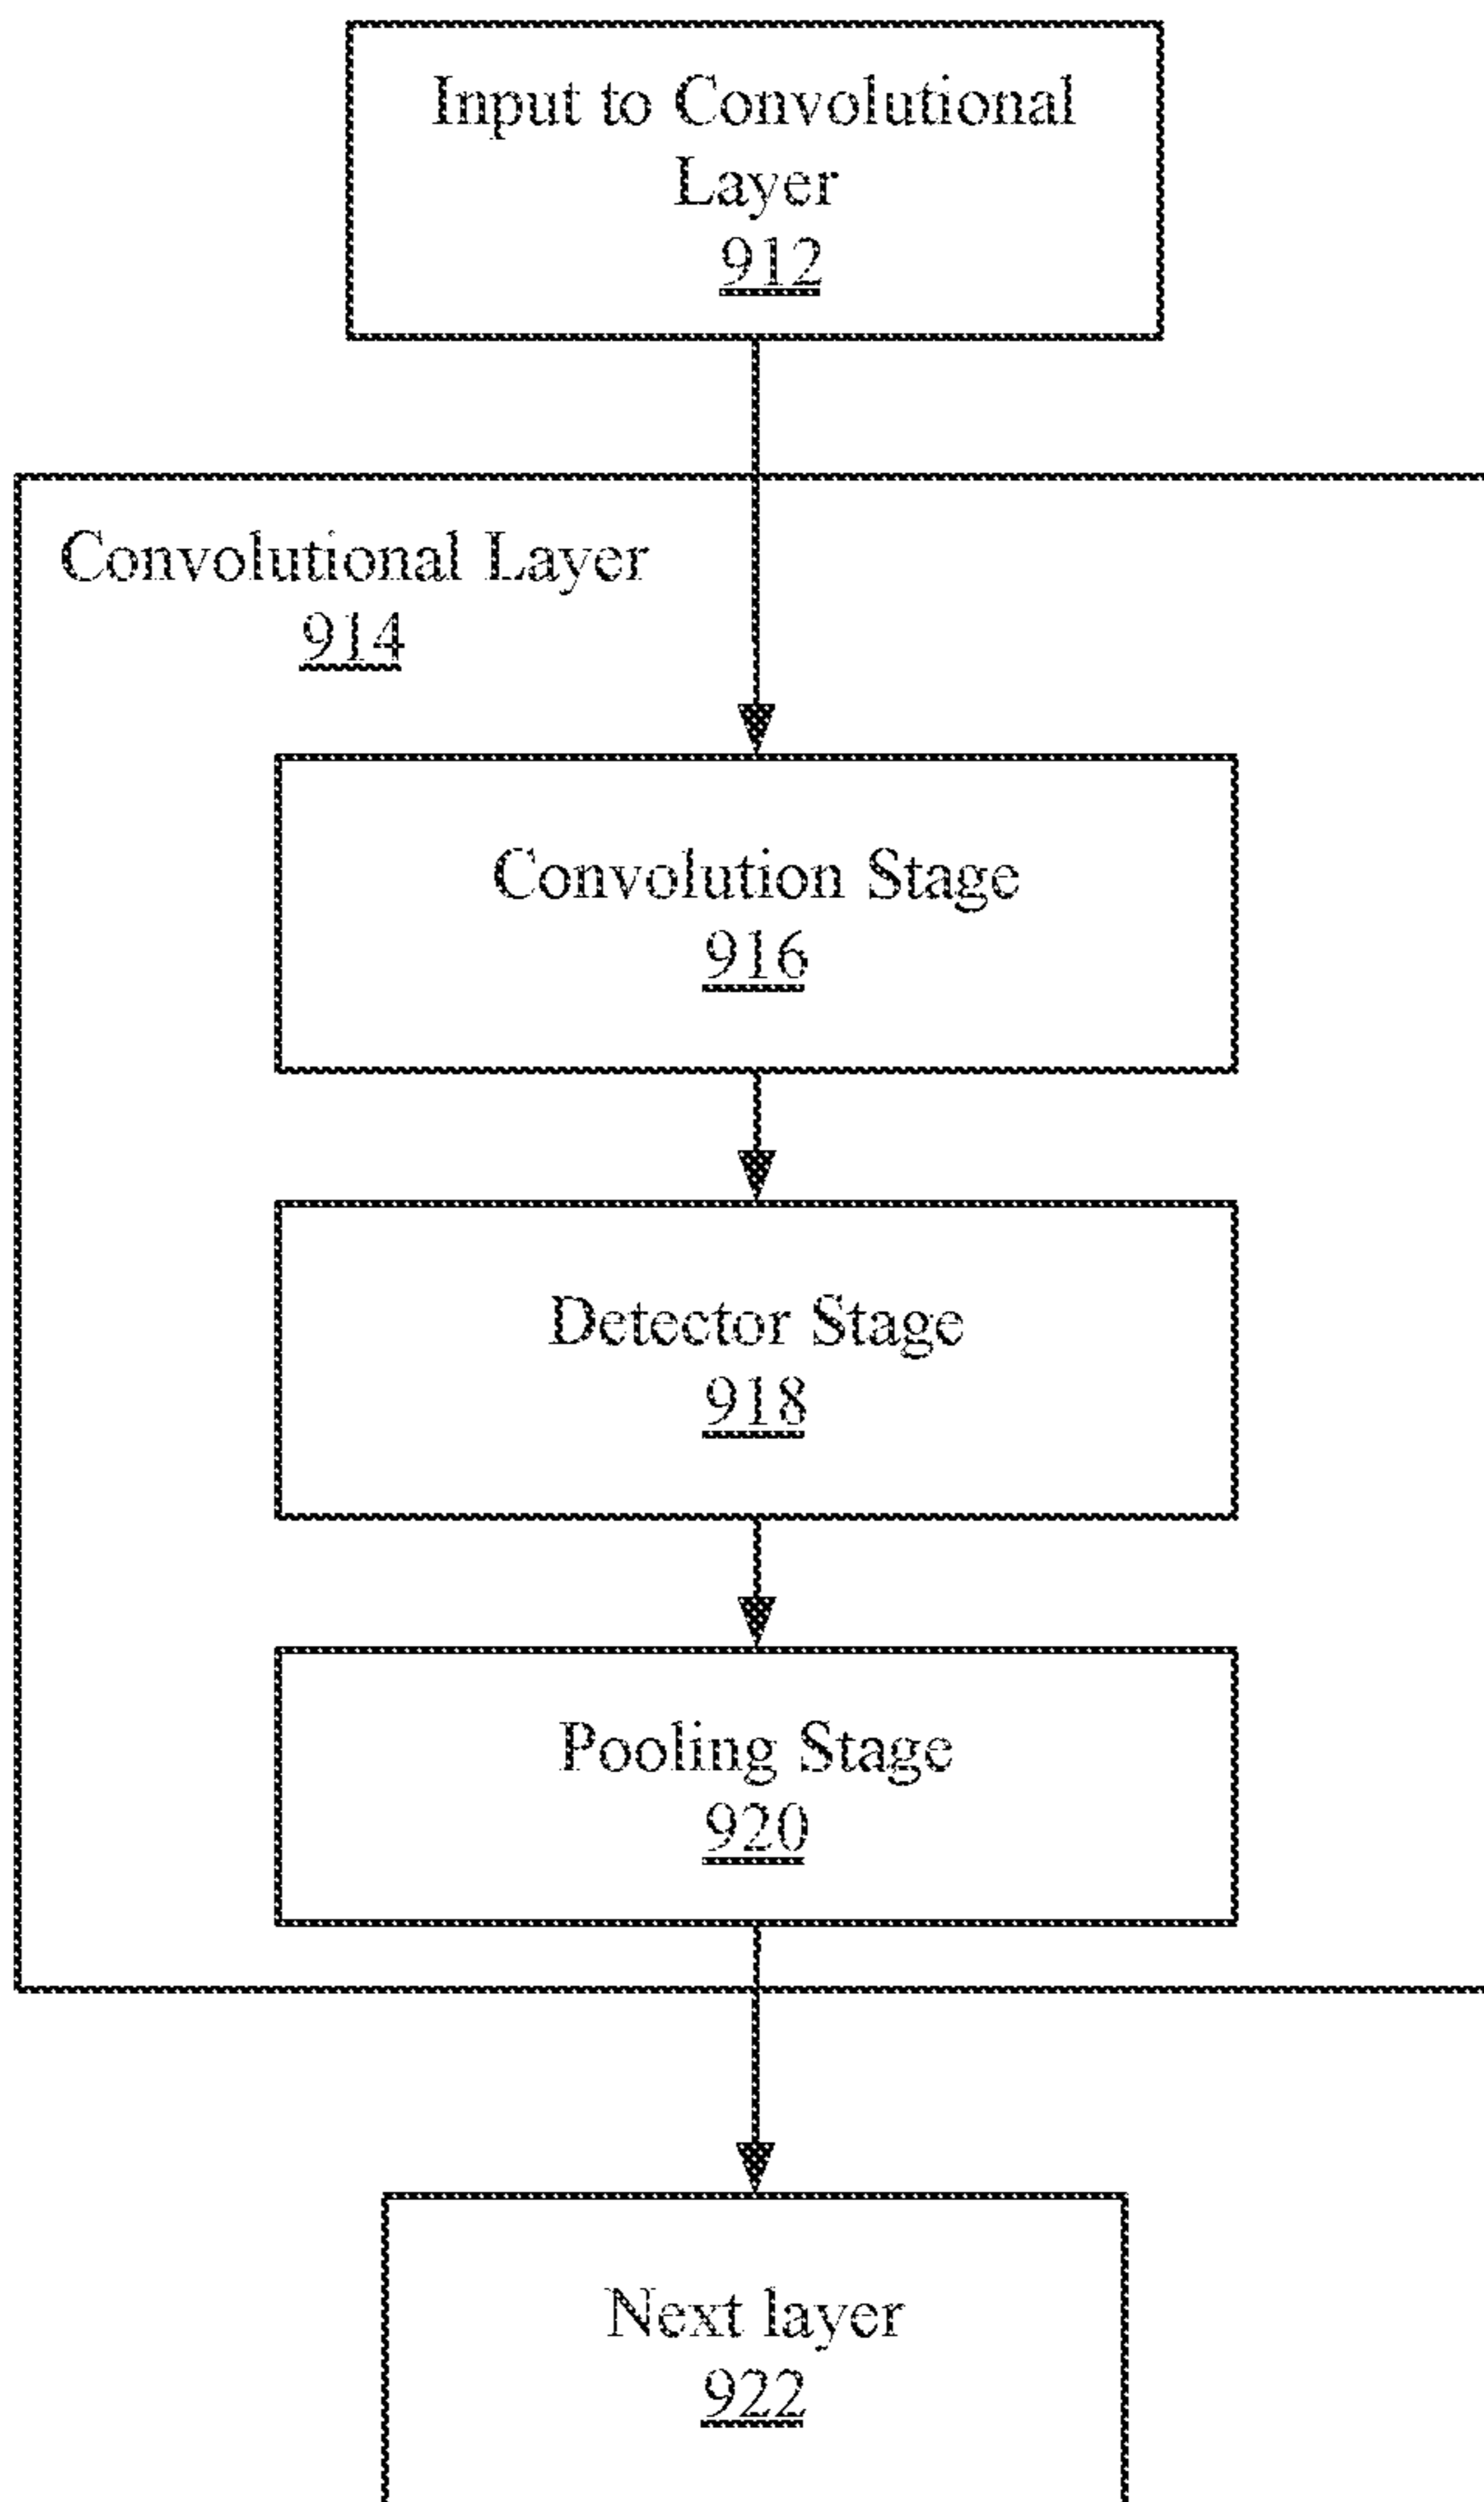 Input to Convolutional
Layer
912
Convolutional Layer
914
Convolution Stage
916
Detector Stage
918
Pooling Stage
920
Next layer
922